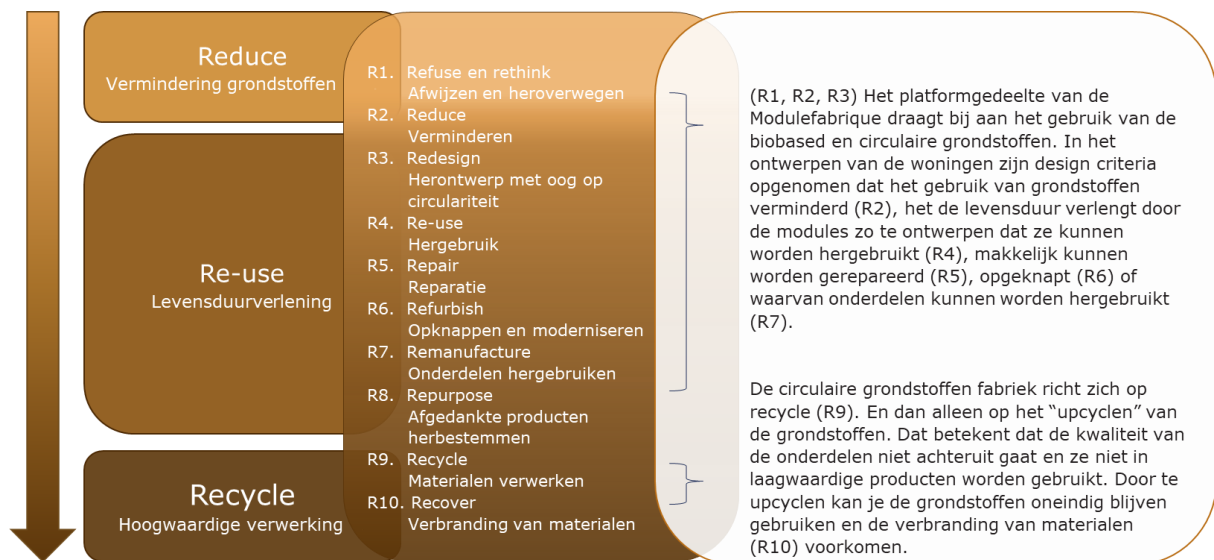 Reduce
Vermindering grondstoffen
Re-use
Levensduurverlening
Recycle
Hoogwaardige verwerking
R1. Refuse en rethink
Afwijzen en heroverwegen
R2. Reduce
Verminderen
R3. Redesign
Herontwerp met oog op
circulariteit
R4. Re-use
Hergebruik
R5. Repair
Reparatie
R6. Refurbish
Opknappen en moderniseren
R7. Remanufacture
Onderdelen hergebruiken
R8. Repurpose
Afgedankte producten
herbestemmen
R9. Recycle
Materialen verwerken
R10. Recover
Verbranding van materialen
(R1, R2, R3) Het platformgedeelte van de
Modulefabrique draagt bij aan het gebruik van de
biobased en circulaire grondstoffen. In het
ontwerpen van de woningen zijn design criteria
opgenomen dat het gebruik van grondstoffen
verminderd (R2), het de levensduur verlengt door
de modules zo te ontwerpen dat ze kunnen
worden hergebruikt (R4), makkelijk kunnen
worden gerepareerd (R5), opgeknapt (R6) of
waarvan onderdelen kunnen worden hergebruikt
(R7).
De circulaire grondstoffen fabriek richt zich op
recycle (R9). En dan alleen op het “upcyclen” van
de grondstoffen. Dat betekent dat de kwaliteit van
de onderdelen niet achteruit gaat en ze niet in
laagwaardige producten worden gebruikt. Door te
upcyclen kan je de grondstoffen oneindig blijven
gebruiken en de verbranding van materialen
(R10) voorkomen.